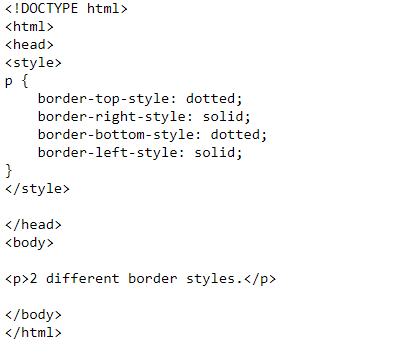 <!DOCTYPE html>
<html>
<head>
<style>
p {
    border-top-style: dotted;
    border-right-style: solid;
    border-bottom-style: dotted;
    border-left-style: solid;
}
</style>

</head>
<body>

<p>2 different border styles.</p>

</body>
</html>